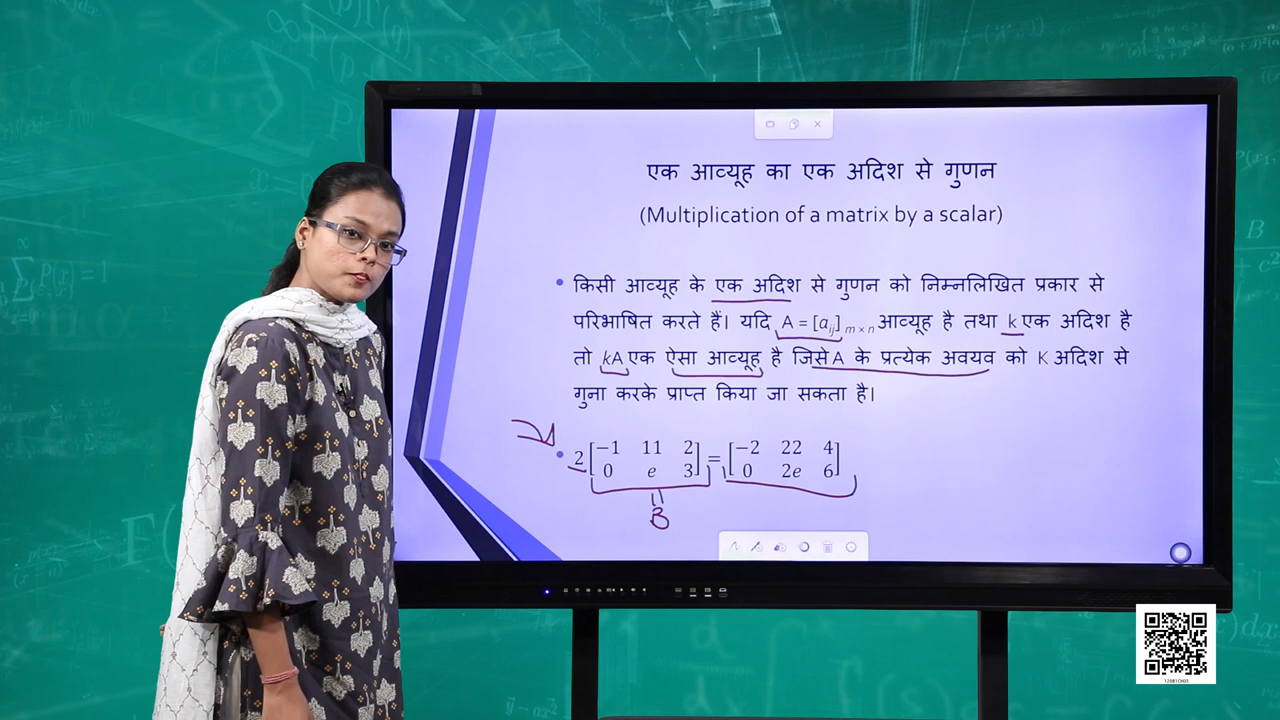 एक आव्यूह का एक अदिश से गुणन
(Multiplication of a matrix by a scalar)
• किसी आव्यूह के एक अदिश से गुणन को निम्नलिखित प्रकार से
परिभाषित करते हैं। यदि A = [aij] m × n आव्यूह है तथा k एक अदिश है
तो kA एक ऐसा आव्यूह है जिसे A के प्रत्येक अवयव को K अदिश से
गुना करके प्राप्त किया जा सकता है।
• 2 [−1 11 2] = [−2 22 4]
[0 e 3] [0 2e 6]
B